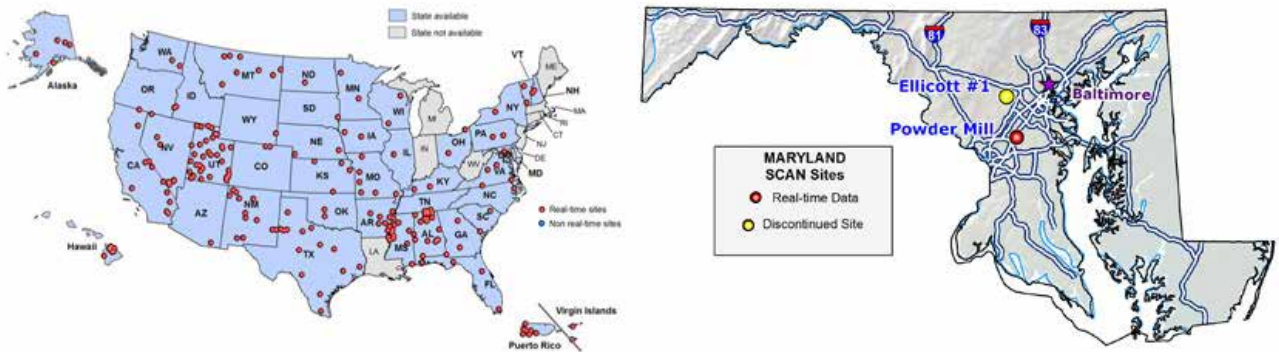 State available
State not available
Alaska
WA
OR
ID
MT
ND
MN
WI
MI
VT
ME
NH
MA
RI
CT
NY
NJ
DE
MD
PA
OH
IN
IL
IA
SD
NE
WY
NV
UT
CO
CA
KS
MO
KY
WV
VA
NC
TN
SC
AZ
NM
OK
AR
MS
AL
GA
TX
LA
FL
Hawaii
Real-time sites
Non real-time sites
Virgin Islands
Puerto Rico
81
83
Ellicott #1
Baltimore
Powder Mill
MARYLAND
SCAN Sites
Real-time Data
Discontinued Site